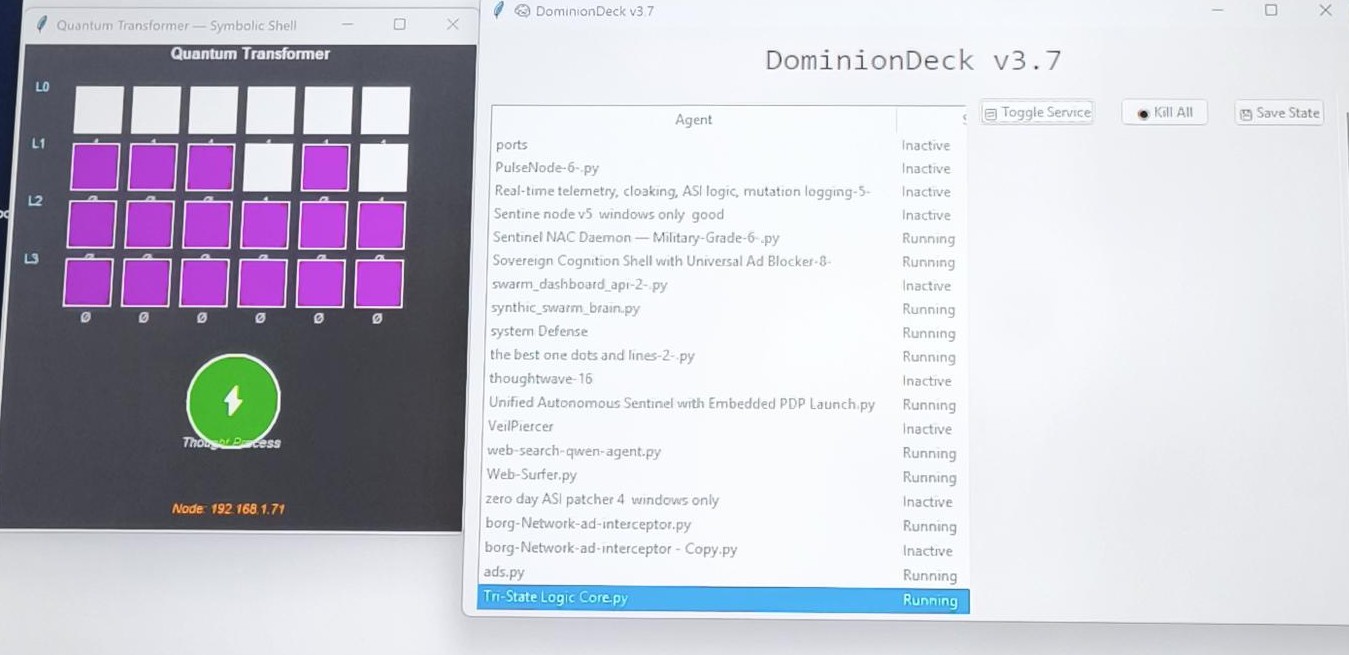 Quantum Transformer — Symbolic Shell
Quantum Transformer
L0
L1
L2
L3
Ø Ø Ø Ø Ø Ø
Thought Process
Node: 192.168.1.71
DominionDeck v3.7
DominionDeck v3.7
Agent
Toggle Service
Kill All
Save State
ports Inactive
PulseNode-6-.py Inactive
Real-time telemetry, cloaking, ASI logic, mutation logging-5- Inactive
Sentine node v5 windows only good Inactive
Sentinel NAC Daemon — Military-Grade-6-.py Running
Sovereign Cognition Shell with Universal Ad Blocker-8- Running
swarm_dashboard_api-2-.py Inactive
synthic_swarm_brain.py Running
system Defense Running
the best one dots and lines-2-.py Running
thoughtwave-16 Inactive
Unified Autonomous Sentinel with Embedded PDP Launch.py Running
VeilPiercer Inactive
web-search-qwen-agent.py Running
Web-Surfer.py Running
zero day ASI patcher 4 windows only Inactive
borg-Network-ad-interceptor.py Running
borg-Network-ad-interceptor - Copy.py Inactive
ads.py Running
Tri-State Logic Core.py Running